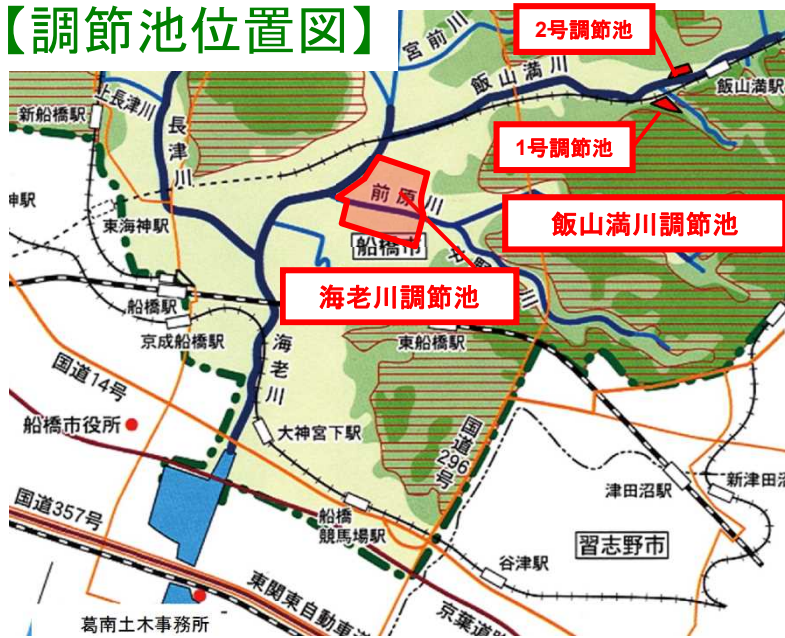 【調節池位置図】
宮前川
2号調節池
飯山満川
飯山満駅
上長津川
新船橋駅
長津川
1号調節池
前原川
飯山満川調節池
神駅
東海神駅
船橋市
海老川調節池
船橋駅
京成船橋駅
東船橋駅
海老川
国道14号
船橋市役所
大神宮下駅
国道296号
国道357号
津田沼駅
新津田沼
船橋
競馬場駅
習志野市
谷津駅
東関東自動車道
京葉道路
葛南土木事務所